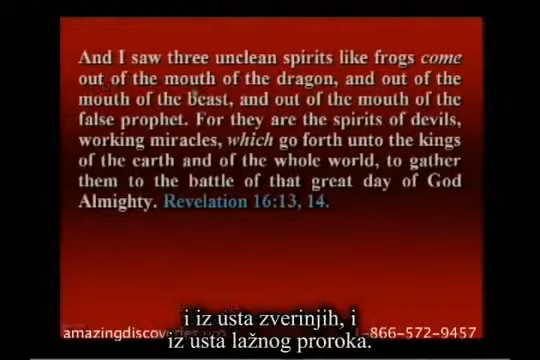 And I saw three unclean spirits like frogs come
out of the mouth of the dragon, and out of the
mouth of the beast, and out of the mouth of the
false prophet. For they are the spirits of devils,
working miracles, which go forth unto the kings
of the earth and of the whole world, to gather
them to the battle of that great day of God
Almighty. Revelation 16:13, 14.
i iz usta zverinjih, i
iz usta lažnog proroka.
-866-572-9457